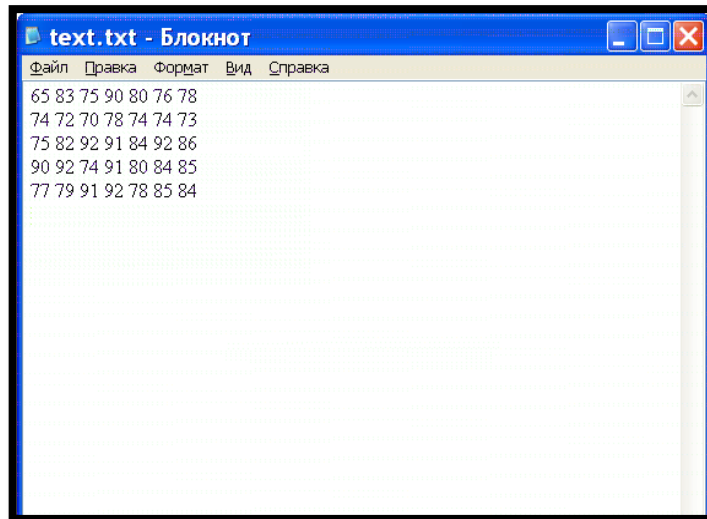 text.txt - Блокнот
Файл Правка Формат Вид Справка
65 83 75 90 80 76 78
74 72 70 78 74 74 73
75 82 92 91 84 92 86
90 92 74 91 80 84 85
77 79 91 92 78 85 84